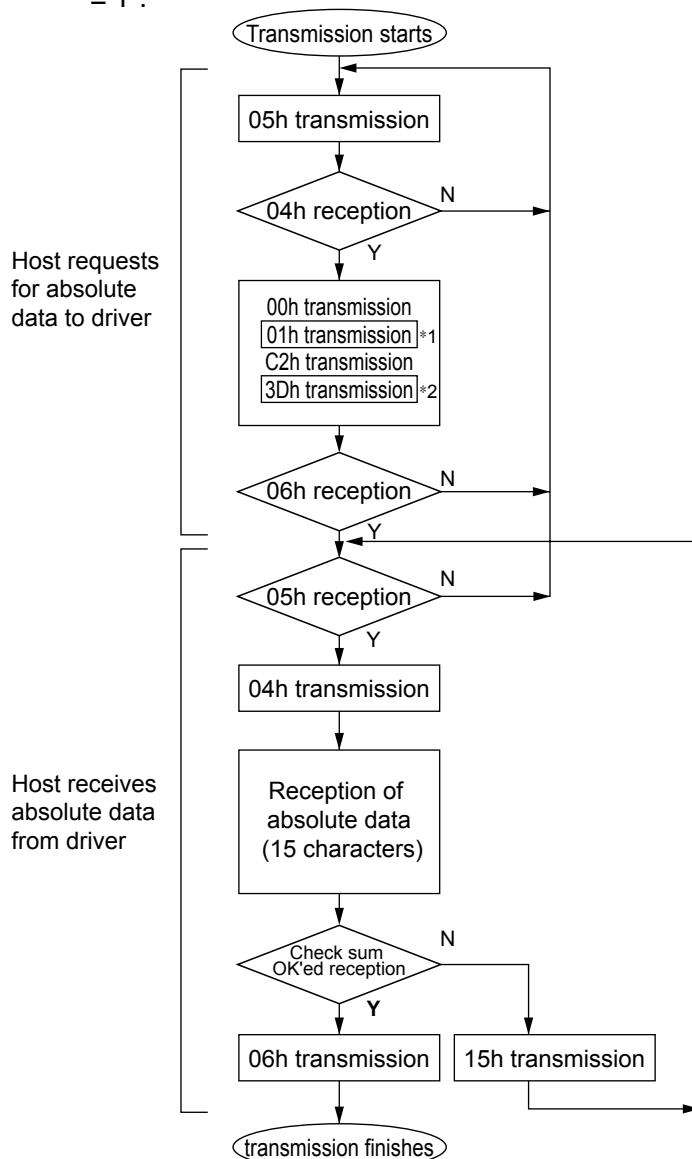 Transmission starts
05h transmission
04h reception
N
Y
Host requests
for absolute
data to driver
00h transmission
01h transmission *1
C2h transmission
3Dh transmission *2
06h reception
N
Y
05h reception
N
Y
04h transmission
Host receives
absolute data
from driver
Reception of
absolute data
(15 characters)
Check sum
OK'ed reception
N
Y
06h transmission
15h transmission
transmission finishes